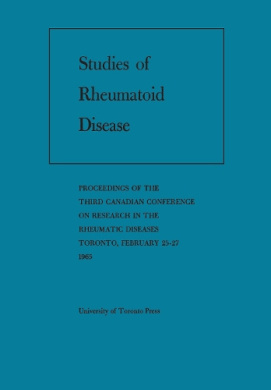 Studies of
Rheumatoid
Disease
PROCEEDINGS OF THE
THIRD CANADIAN CONFERENCE
ON RESEARCH IN THE
RHEUMATIC DISEASES
TORONTO, FEBRUARY 25-27
1965
University of Toronto Press